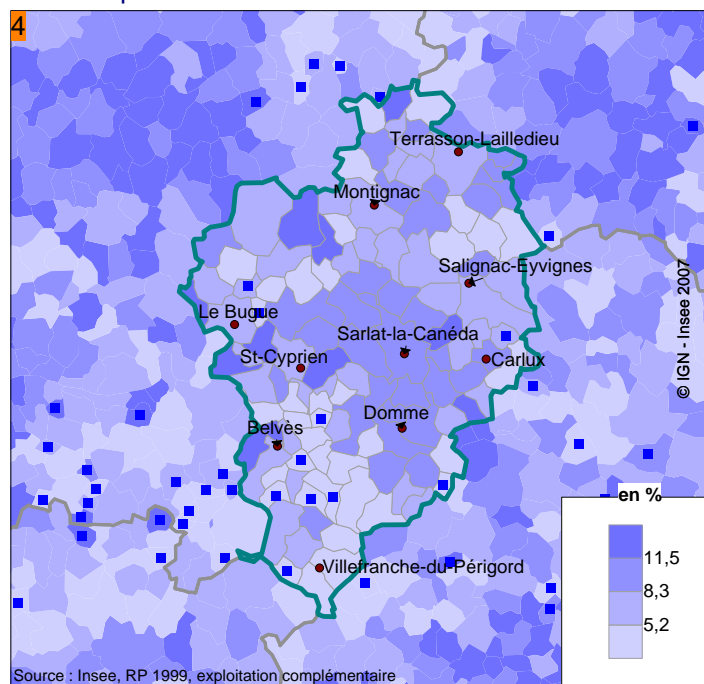 4
Terrasson-Lailledieu
Montignac
Salignac-Eyvignes
Le Bugue
Sarlat-la-Canéda
St-Cyprien
Carlux
Domme
Belvès
Villefranche-du-Périgord
© IGN - Insee 2007
en %
11,5
8,3
5,2
Source : Insee, RP 1999, exploitation complémentaire